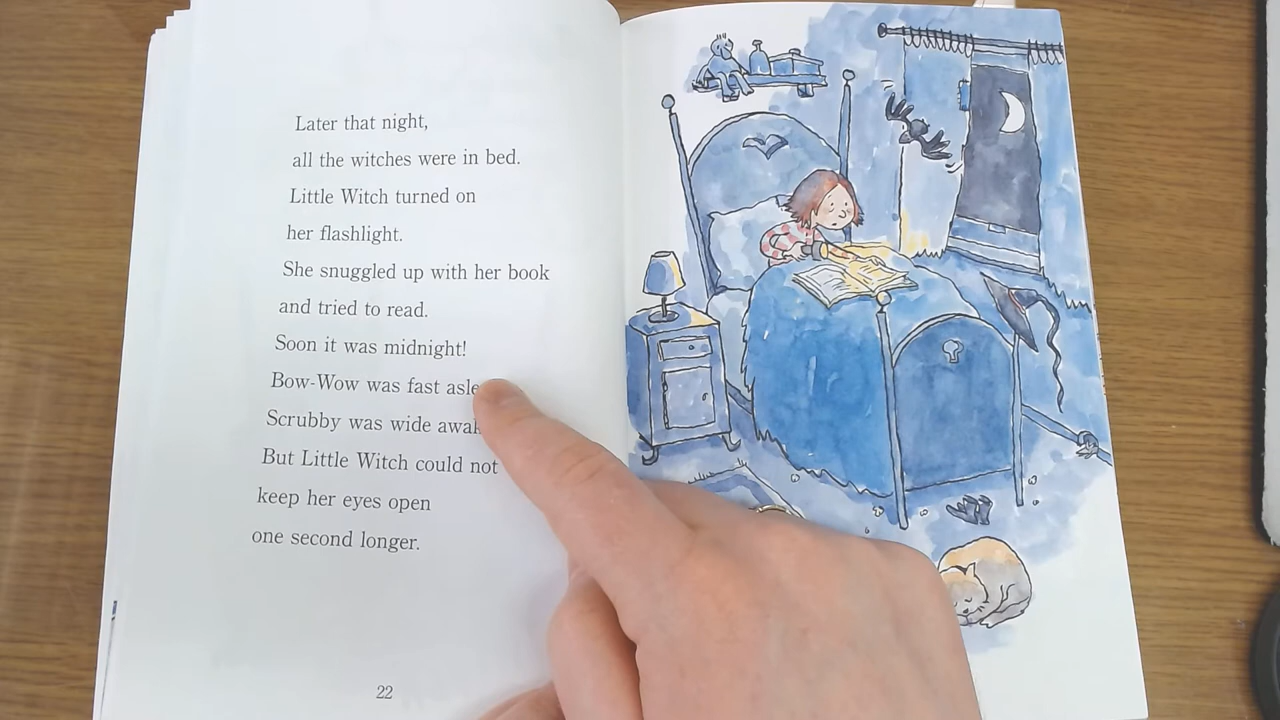 Later that night,
all the witches were in bed.
Little Witch turned on
her flashlight.
She snuggled up with her book
and tried to read.
Soon it was midnight!
Bow-Wow was fast
Scrubby was wide
But Little Witch could not
keep her eyes open
one second longer.
22